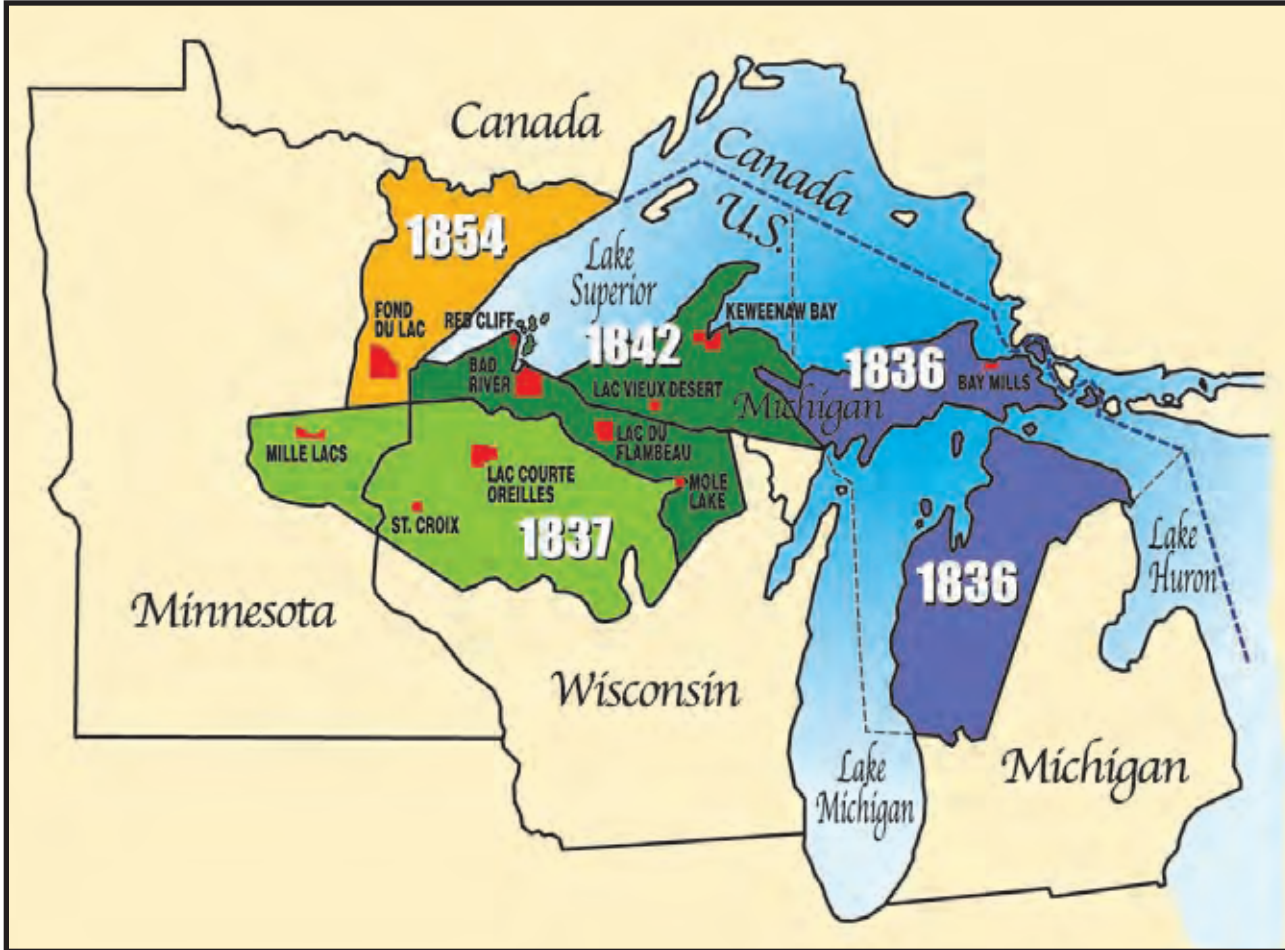 Canada
Canada
U.S.
1854
Lake
Superior
FOND
DU LAC
RED CLIFF
KEWEENAW BAY
1842
BAD
RIVER
LAC VIEUX DESERT
1836
BAY MILLS
Michigan
MILLE LACS
LAC DU
FLAMBEAU
LAC COURTE
OREILLES
MOLE
LAKE
ST. CROIX
1837
Lake
Huron
1836
Minnesota
Wisconsin
Lake
Michigan
Michigan